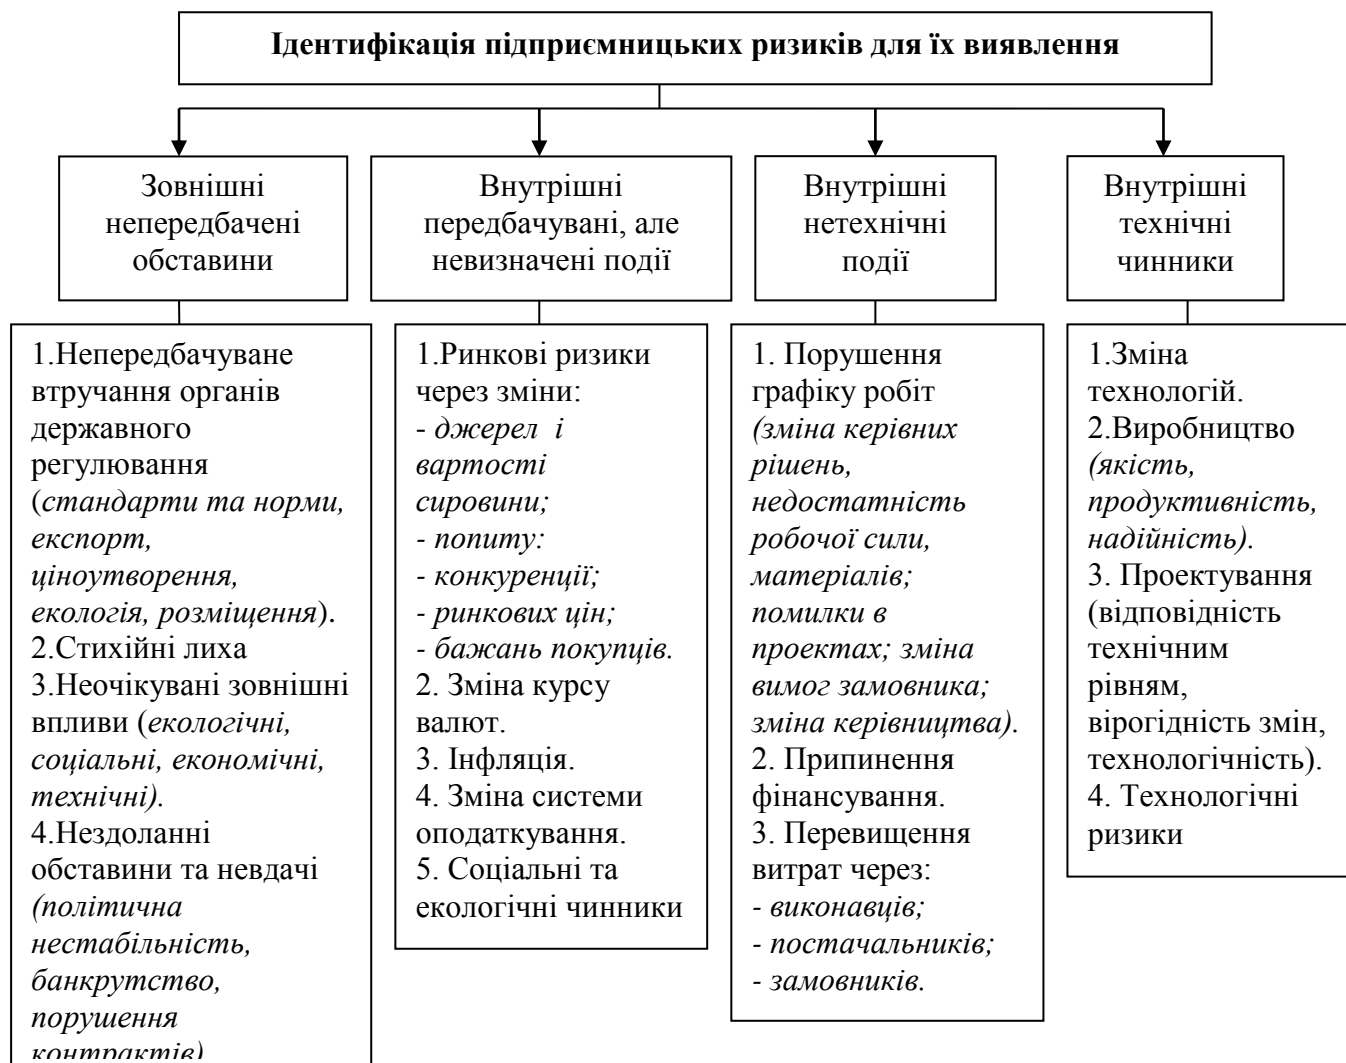 Ідентифікація підприємницьких ризиків для їх виявлення
Зовнішні
непередбачені
обставини
Внутрішні
передбачувані, але
невизначені події
Внутрішні
нетехнічні
події
Внутрішні
технічні
чинники
1.Непередбачуване
втручання органів
державного
регулювання
(стандарти та норми,
експорт,
ціноутворення,
екологія, розміщення).
2.Стихійні лиха
3.Неочікувані зовнішні
впливи (екологічні,
соціальні, економічні,
технічні).
4.Нездоланні
обставини та невдачі
(політична
нестабільність,
банкрутство,
порушення
контрактів)
1.Ринкові ризики
через зміни:
- джерел і
вартості
сировини;
- попиту:
- конкуренції;
- ринкових цін;
- бажань покупців.
2. Зміна курсу
валют.
3. Інфляція.
4. Зміна системи
оподаткування.
5. Соціальні та
екологічні чинники
1. Порушення
графіку робіт
(зміна керівних
рішень,
недостатність
робочої сили,
матеріалів;
помилки в
проектах; зміна
вимог замовника;
зміна керівництва).
2. Припинення
фінансування.
3. Перевищення
витрат через:
- виконавців;
- постачальників;
- замовників.
1.Зміна
технологій.
2.Виробництво
(якість,
продуктивність,
надійність).
3. Проектування
(відповідність
технічним
рівням,
вірогідність змін,
технологічність).
4. Технологічні
ризики